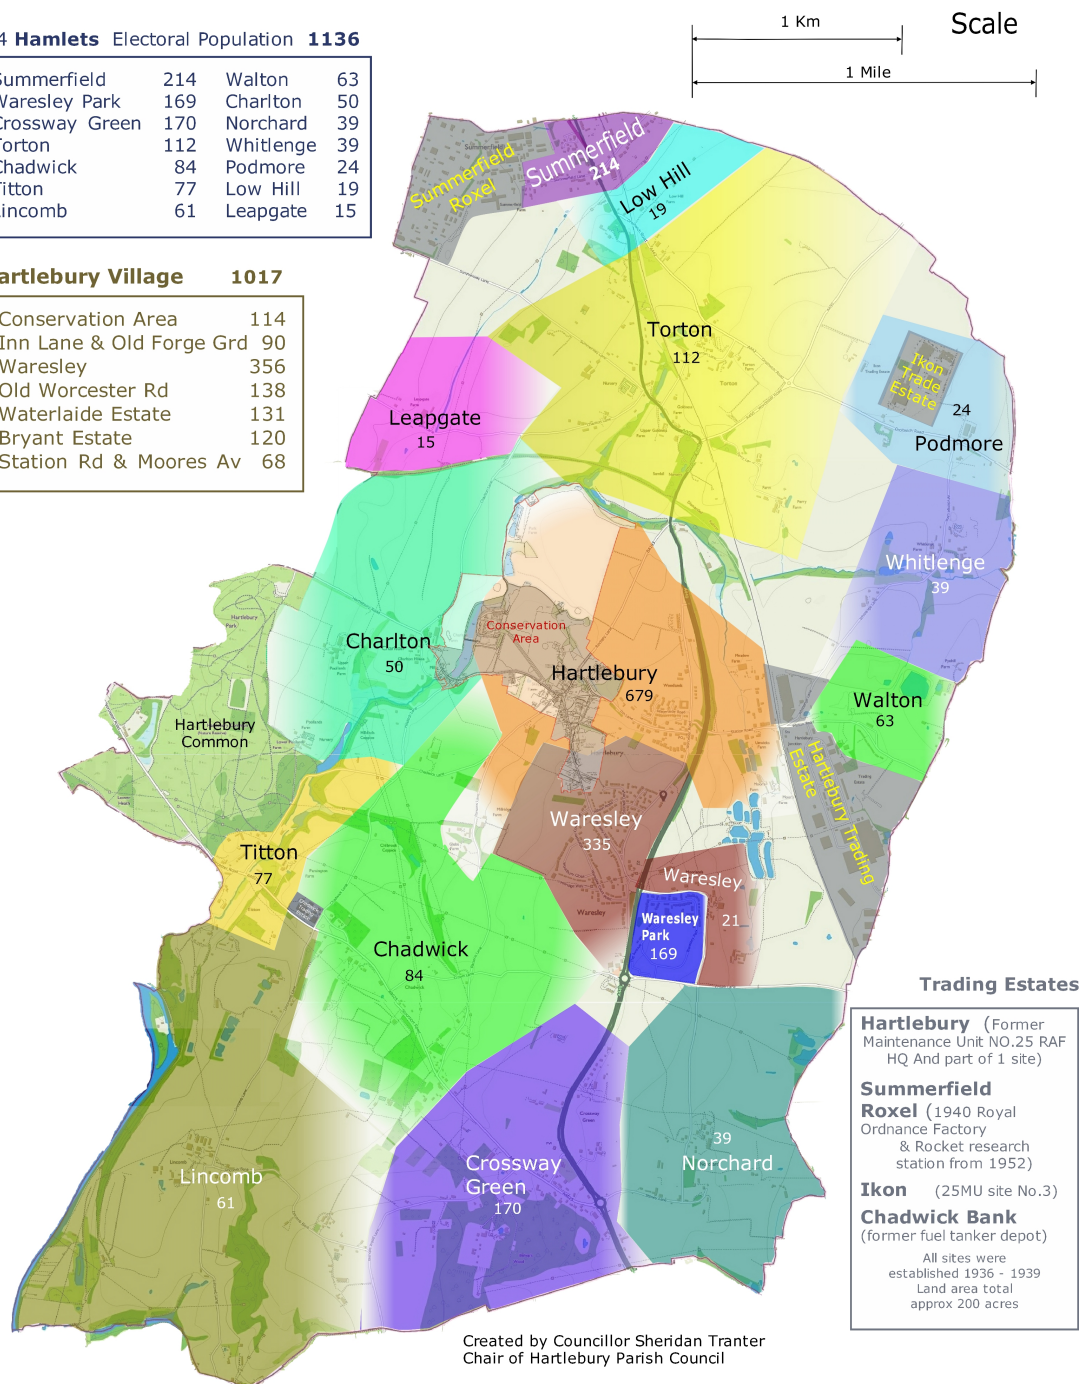 4 Hamlets Electoral Population 1136
Summerfield 214 Walton 63
Waresley Park 169 Charlton 50
Crossway Green 170 Norchard 39
Torton 112 Whitlenge 39
Chadwick 84 Podmore 24
Titton 77 Low Hill 19
Lincomb 61 Leapgate 15
artlebury Village 1017
Conservation Area 114
Inn Lane & Old Forge Grd 90
Waresley 356
Old Worcester Rd 138
Waterlaide Estate 131
Bryant Estate 120
Station Rd & Moores Av 68
1 Km
Scale
1 Mile
Summerfield
Roxel
Summerfield
214
Low Hill
19
Torton
112
Ikon
Trade
Estate
24
Podmore
Leapgate
15
Whitlenge
39
Charlton
50
Conservation
Area
Hartlebury
679
Walton
63
Hartlebury
Common
Hartlebury Trading
Estate
Waresley
335
Waresley
21
Waresley
Park
169
Titton
77
Chadwick
84
Lincomb
61
Crossway
Green
170
39
Norchard
Trading Estates
Hartlebury (Former
Maintenance Unit NO.25 RAF
HQ And part of 1 site)
Summerfield
Roxel (1940 Royal
Ordnance Factory
& Rocket research
station from 1952)
Ikon (25MU site No.3)
Chadwick Bank
(former fuel tanker depot)
All sites were
established 1936 - 1939
Land area total
approx 200 acres
Created by Councillor Sheridan Tranter
Chair of Hartlebury Parish Council